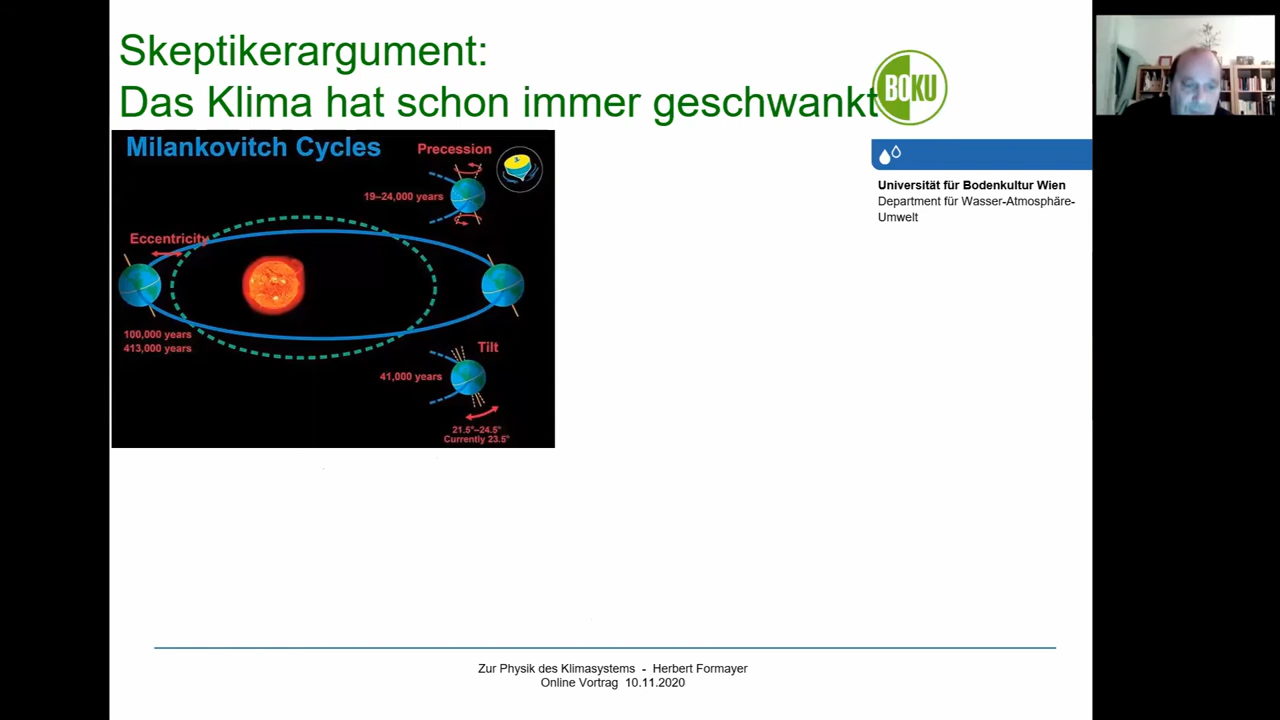 Skeptikerargument:
Das Klima hat schon immer geschwankt
BOKU
Milankovitch Cycles
Precession
19–24,000 years
Eccentricity
100,000 years
413,000 years
Tilt
41,000 years
21.5°–24.5°
Currently 23.5°
Universität für Bodenkultur Wien
Department für Wasser-Atmosphäre-
Umwelt
Zur Physik des Klimasystems - Herbert Formayer
Online Vortrag 10.11.2020